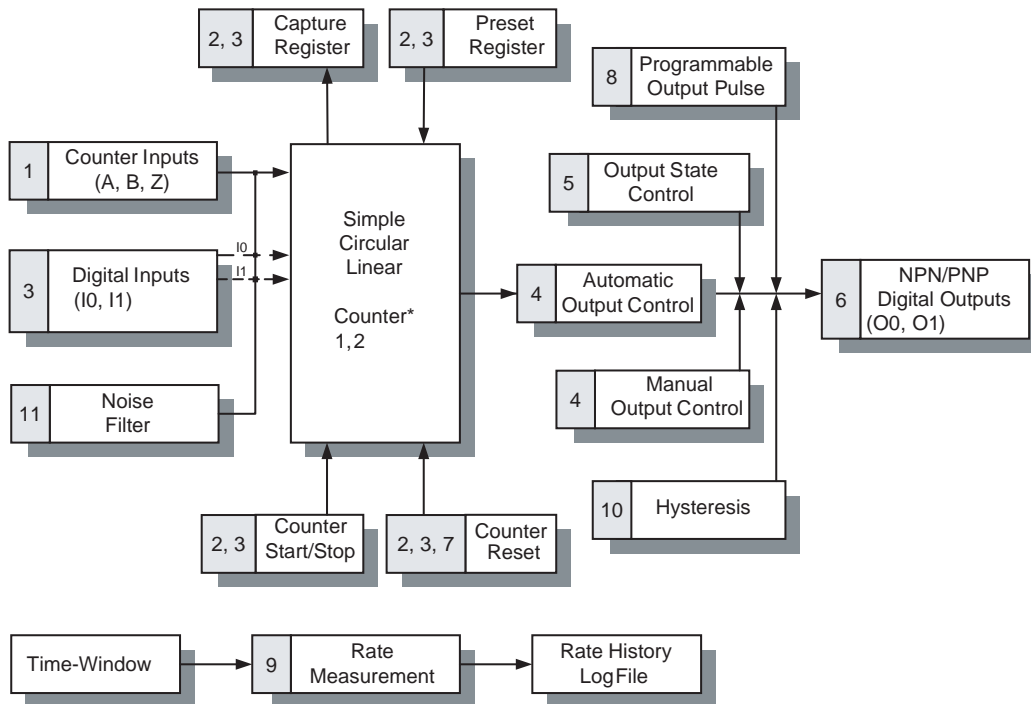 2, 3
Capture
Register
2, 3
Preset
Register
8
Programmable
Output Pulse
1
Counter Inputs
(A, B, Z)
5
Output State
Control
Simple
Circular
Linear
Counter*
1,2
3
Digital Inputs
(I0, I1)
I0
I1
4
Automatic
Output Control
6
NPN/PNP
Digital Outputs
(O0, O1)
11
Noise
Filter
4
Manual
Output Control
10
Hysteresis
2, 3
Counter
Start/Stop
2, 3, 7
Counter
Reset
Time-Window
9
Rate
Measurement
Rate History
LogFile